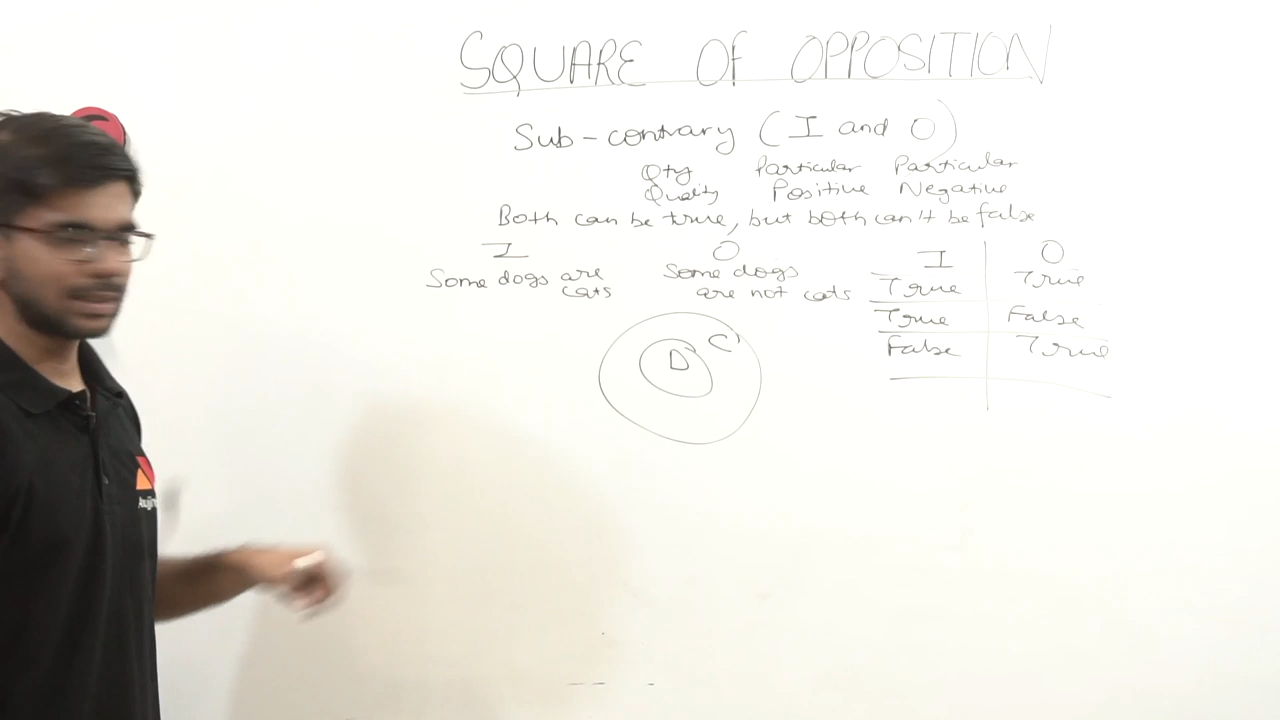 SQUARE OF OPPOSITION
Sub-contrary (I and O)
Qty Particular Particular
Quality Positive Negative
Both can be true, but both can't be false
I O
Some dogs are cats
Some dogs are not cats
I O
True True
True False
False True
D C